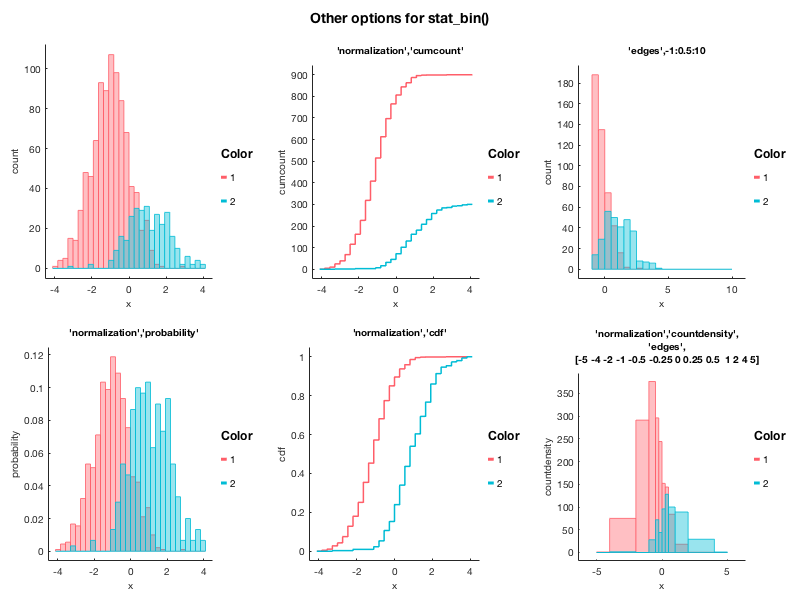 Other options for stat_bin()
100
80
60
40
20
0
-4 -2 0 2 4
count
x
Color
1
2
'normalization','cumcount'
900
800
700
600
500
400
300
200
100
0
-4 -2 0 2 4
cumcount
x
Color
1
2
'edges',-1:0.5:10
180
160
140
120
100
80
60
40
20
0
0 5 10
count
x
Color
1
2
'normalization','probability'
0.12
0.1
0.08
0.06
0.04
0.02
0
-4 -2 0 2 4
probability
x
Color
1
2
'normalization','cdf'
1
0.8
0.6
0.4
0.2
0
-4 -2 0 2 4
cdf
x
Color
1
2
'normalization','countdensity',
'edges',
[-5 -4 -2 -1 -0.5 -0.25 0 0.25 0.5 1 2 4 5]
350
300
250
200
150
100
50
0
-5 0 5
countdensity
x
Color
1
2